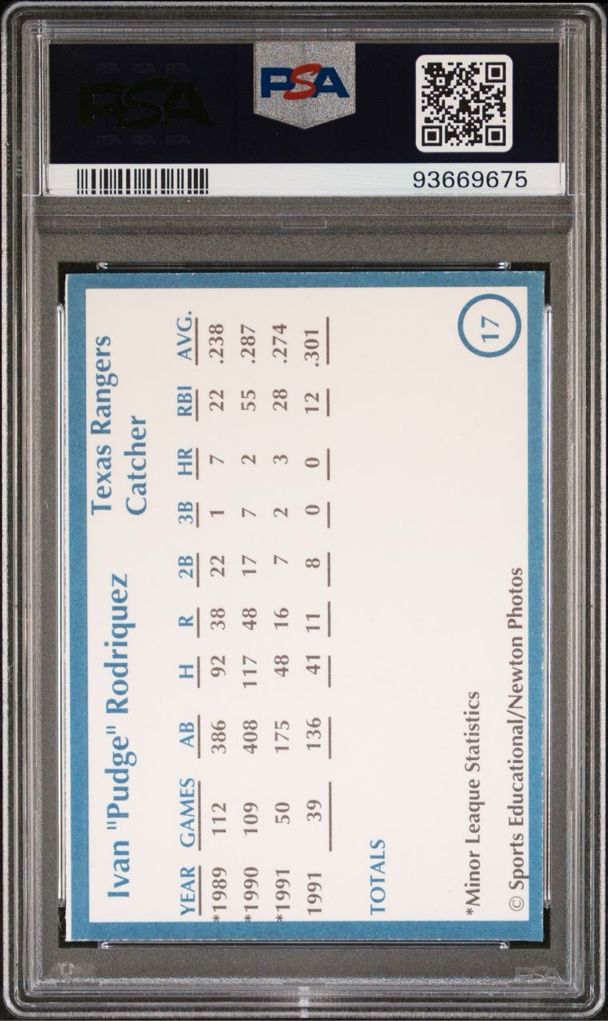 PSA
PSA
93669675
Ivan "Pudge" Rodriquez Texas Rangers
Catcher
YEAR GAMES AB H R 2B 3B HR RBI AVG.
*1989 112 386 92 38 22 1 7 22 .238
*1990 109 408 117 48 17 7 2 55 .287
*1991 50 175 48 16 7 2 3 28 .274
1991 39 136 41 11 8 0 0 12 .301
TOTALS
*Minor League Statistics
© Sports Educational/Newton Photos
17
PSA